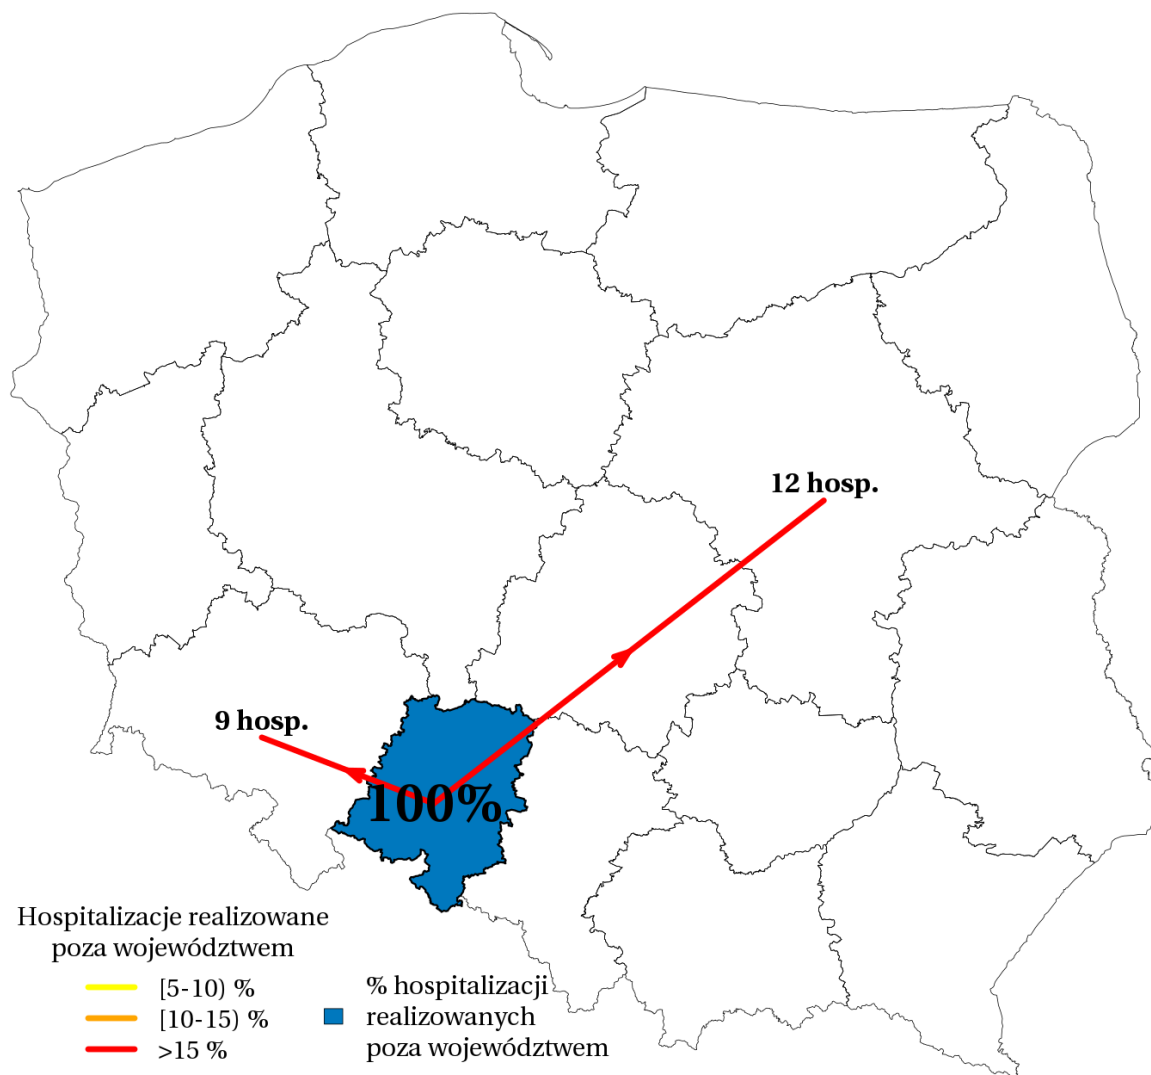 12 hosp.
9 hosp.
100%
Hospitalizacje realizowane
poza województwem
[5-10) %
[10-15) %
>15 %
% hospitalizacji
realizowanych
poza województwem